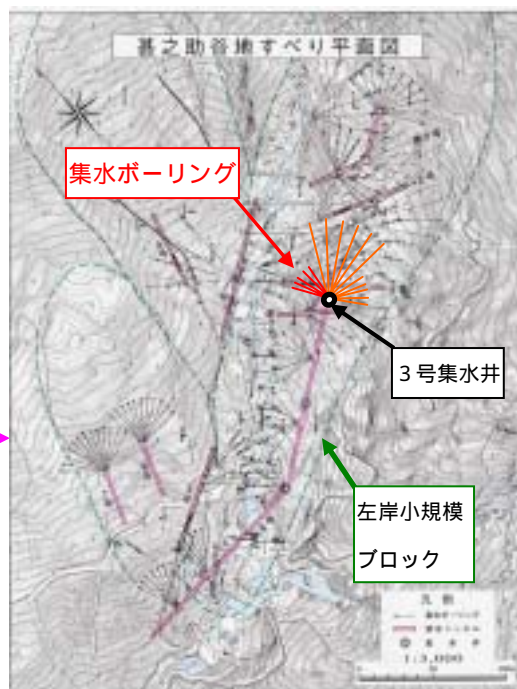 甚之助谷地すべり平面図
集水ボーリング
３号集水井
左岸小規模
ブロック
凡例
1:3,000